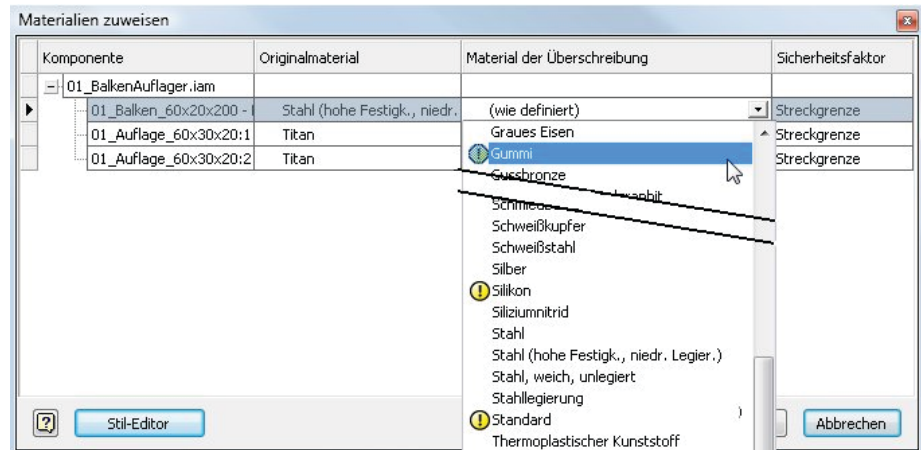 Materialien zuweisen
Komponente Originalmaterial Material der Überschreibung Sicherheitsfaktor
01_BalkenAuflager.iam
01_Balken_60x20x200 - Stahl (hohe Festigk., niedr. (wie definiert) Streckgrenze
01_Auflage_60x30x20:1 Titan Graues Eisen Streckgrenze
01_Auflage_60x30x20:2 Titan Gummi Streckgrenze
Gussbronze
Schweißkupfer
Schweißstahl
Silber
Silikon
Siliziumnitrid
Stahl
Stahl (hohe Festigk., niedr. Legier.)
Stahl, weich, unlegiert
Stahllegierung
Standard )
Thermoplastischer Kunststoff
? Stil-Editor Abbrechen